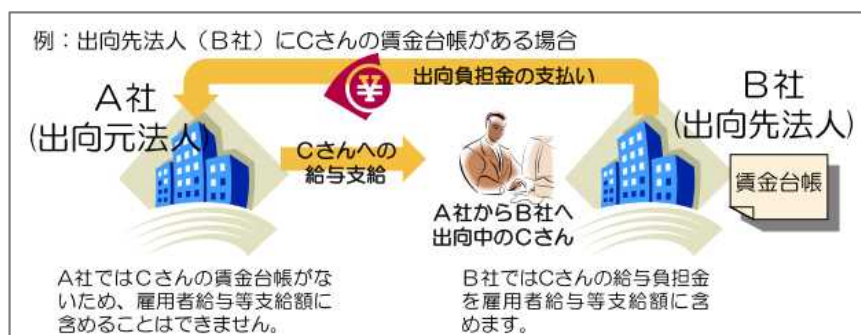 例：出向先法人（B社）にCさんの賃金台帳がある場合
出向負担金の支払い
¥
A社
(出向元法人)
B社
(出向先法人)
Cさんへの
給与支給
賃金台帳
A社からB社へ
出向中のCさん
A社ではCさんの賃金台帳がな
いため、雇用者給与等支給額に
含めることはできません。
B社ではCさんの給与負担金
を雇用者給与等支給額に含
めます。